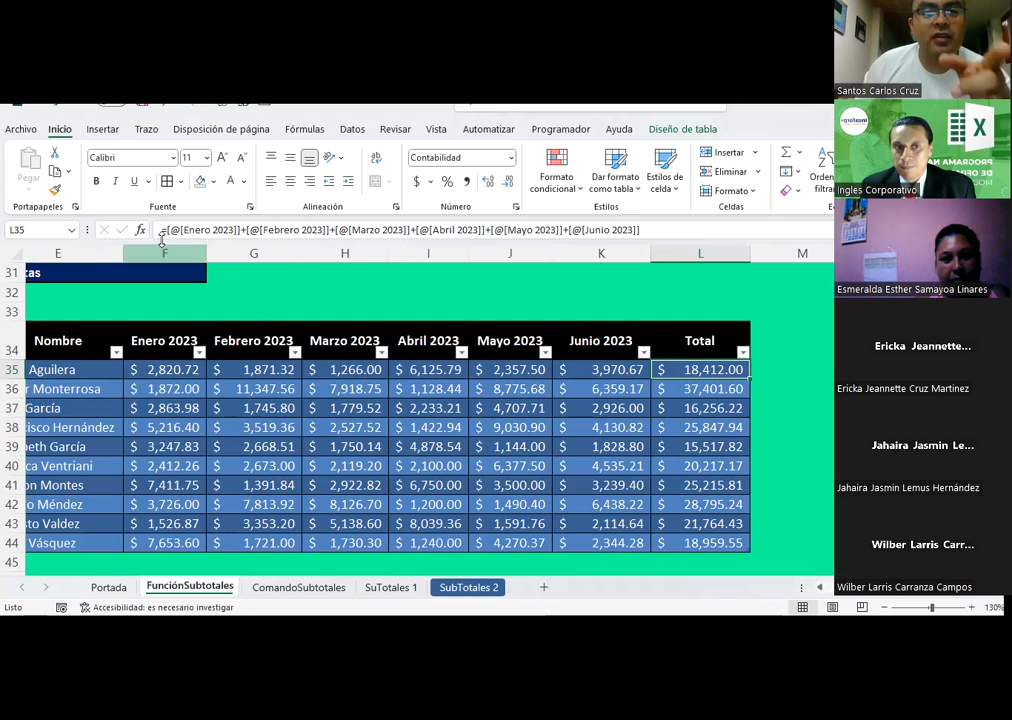 Archivo Inicio Insertar Trazo Disposición de página Fórmulas Datos Revisar Vista Automatizar Programador Ayuda Diseño de tabla
Pegar
Calibri 11
Contabilidad
Formato condicional
Dar formato como tabla
Estilos de celda
Insertar
Eliminar
Formato
Ordenar
filtrar
Portapapeles Fuente Alineación Número Estilos Celdas
L35 fx =[@[Enero 2023]]+[@[Febrero 2023]]+[@[Marzo 2023]]+[@[Abril 2023]]+[@[Mayo 2023]]+[@[Junio 2023]]
E F G H I J K L M
31 tas
32
33
34 Nombre Enero 2023 Febrero 2023 Marzo 2023 Abril 2023 Mayo 2023 Junio 2023 Total
35 Aguilera $ 2,820.72 $ 1,871.32 $ 1,266.00 $ 6,125.79 $ 2,357.50 $ 3,970.67 $ 18,412.00
36 r Monterrosa $ 1,872.00 $ 11,347.56 $ 7,918.75 $ 1,128.44 $ 8,775.68 $ 6,359.17 $ 37,401.60
37 García $ 2,863.98 $ 1,745.80 $ 1,779.52 $ 2,233.21 $ 4,707.71 $ 2,926.00 $ 16,256.22
38 isco Hernández $ 5,216.40 $ 3,519.36 $ 2,527.52 $ 1,422.94 $ 9,030.90 $ 4,130.82 $ 25,847.94
39 beth García $ 3,247.83 $ 2,668.51 $ 1,750.14 $ 4,878.54 $ 1,144.00 $ 1,828.80 $ 15,517.82
40 ca Ventriani $ 2,412.26 $ 2,673.00 $ 2,119.20 $ 2,100.00 $ 6,377.50 $ 4,535.21 $ 20,217.17
41 on Montes $ 7,411.75 $ 1,391.84 $ 2,922.82 $ 6,750.00 $ 3,500.00 $ 3,239.40 $ 25,215.81
42 o Méndez $ 3,726.00 $ 7,813.92 $ 8,126.70 $ 1,200.00 $ 1,490.40 $ 6,438.22 $ 28,795.24
43 sto Valdez $ 1,526.87 $ 3,353.20 $ 5,138.60 $ 8,039.36 $ 1,591.76 $ 2,114.64 $ 21,764.43
44 Vásquez $ 7,653.60 $ 1,721.00 $ 1,730.30 $ 1,240.00 $ 4,270.37 $ 2,344.28 $ 18,959.55
45
Portada FunciónSubtotales ComandoSubtotales SuTotales 1 SubTotales 2
Listo Accesibilidad: es necesario investigar 130%
Santos Carlos Cruz
Ingles Corporativo
Esmeralda Esther Samayoa Linares
Ericka Jeannette...
Ericka Jeannette Cruz Martinez
Jahaira Jasmin Le...
Jahaira Jasmin Lemus Hernández
Wilber Larris Carr...
Wilber Larris Carranza Campos